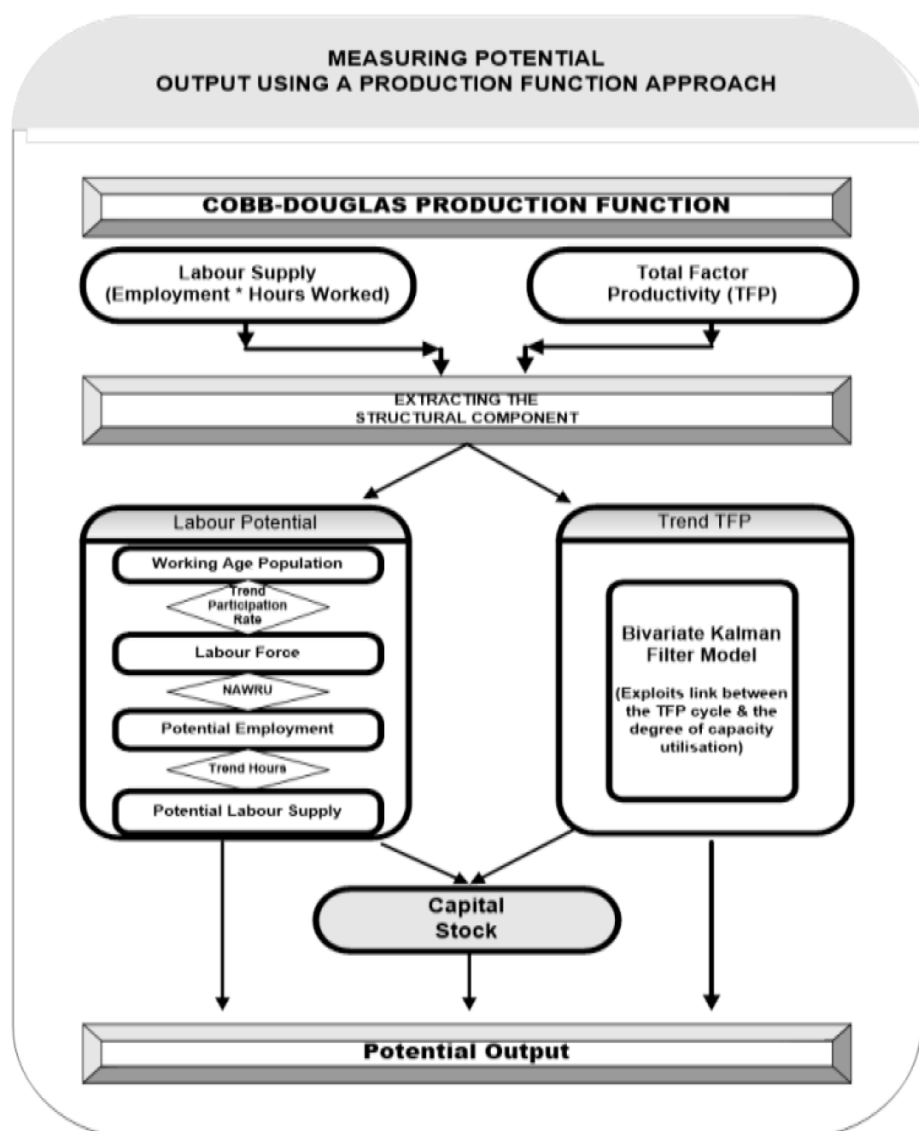 MEASURING POTENTIAL
OUTPUT USING A PRODUCTION FUNCTION APPROACH
COBB-DOUGLAS PRODUCTION FUNCTION
Labour Supply
(Employment * Hours Worked)
Total Factor
Productivity (TFP)
EXTRACTING THE
STRUCTURAL COMPONENT
Labour Potential
Working Age Population
Trend
Participation
Rate
Labour Force
NAWRU
Potential Employment
Trend Hours
Potential Labour Supply
Trend TFP
Bivariate Kalman
Filter Model
(Exploits link between
the TFP cycle & the
degree of capacity
utilisation)
Capital
Stock
Potential Output